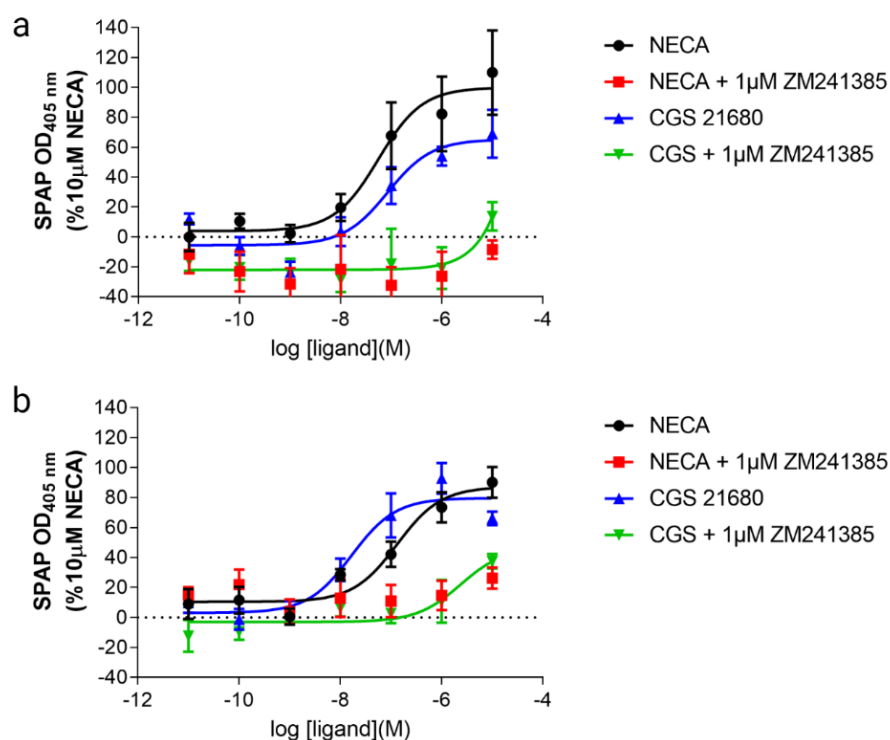 a
SPAP OD405 nm
(%10μM NECA)
140
120
100
80
60
40
20
0
-20
-40
-12
-10
-8
-6
-4
log [ligand](M)
NECA
NECA + 1μM ZM241385
CGS 21680
CGS + 1μM ZM241385
b
SPAP OD405 nm
(%10μM NECA)
140
120
100
80
60
40
20
0
-20
40
-12
-10
-8
-6
-4
log [ligand](M)
NECA
NECA + 1μM ZM241385
CGS 21680
CGS + 1μM ZM241385